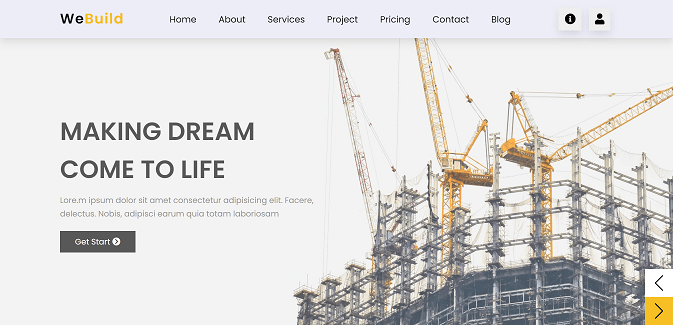 WeBuild
Home About Services Project Pricing Contact Blog
MAKING DREAM
COME TO LIFE
Lore.m ipsum dolor sit amet consectetur adipisicing elit. Facere,
delectus. Nobis, adipisci earum quia totam laboriosam
Get Start